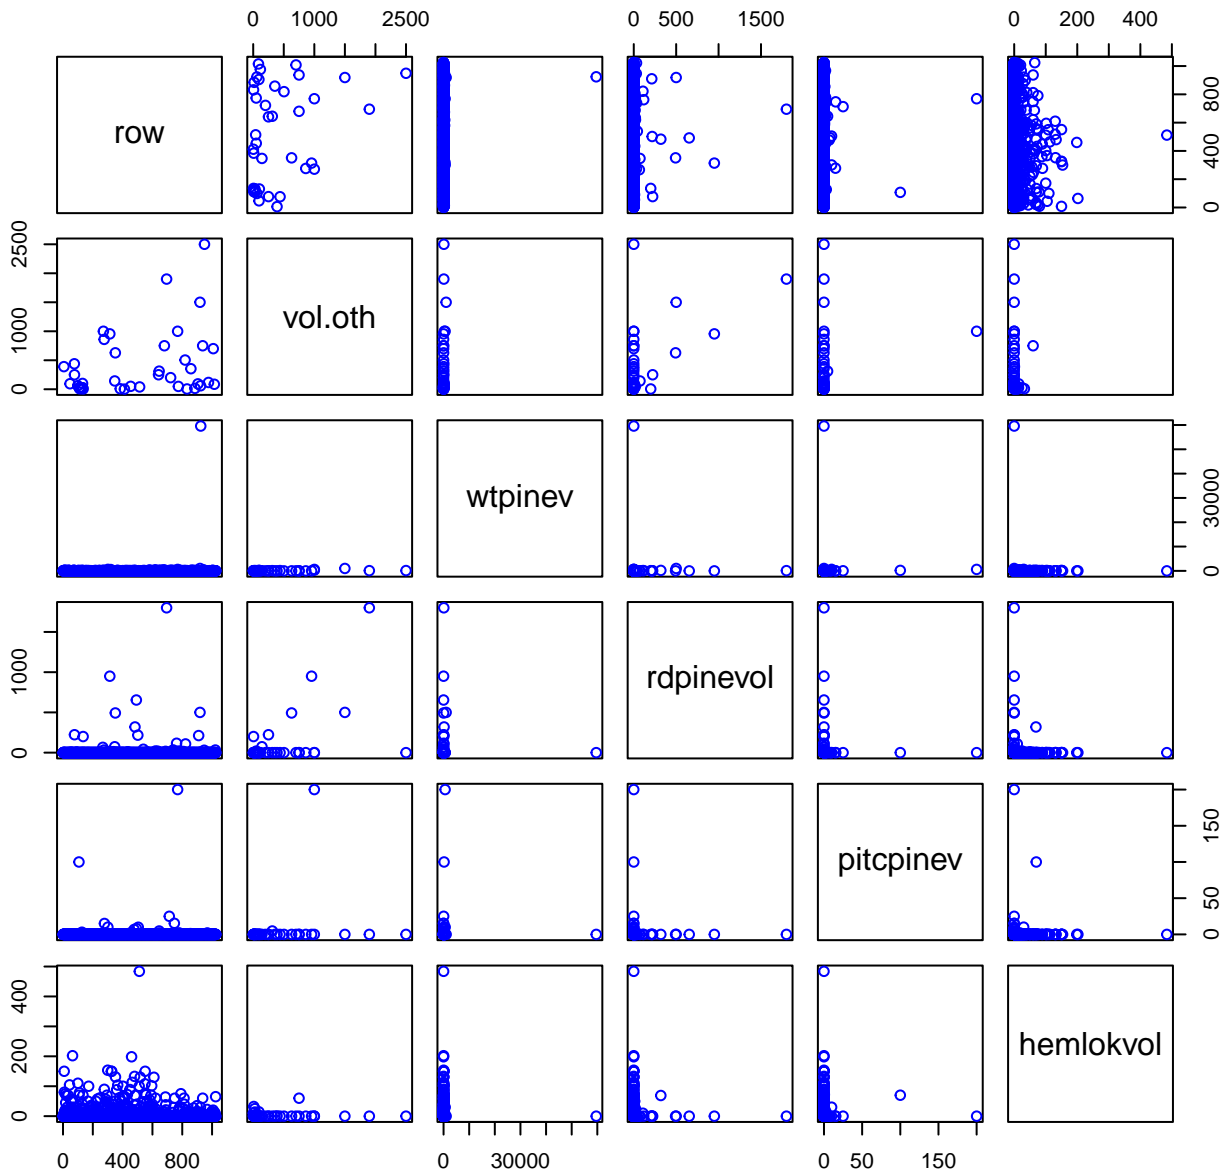 0 1000 2500 0 500 1500 0 200 400
row 0 400 800
0 1000 2500 vol.oth
wtpinev 0 30000
0 1000 rdpinevol
pitcpinev 0 50 150
0 200 400 hemlokvol
0 400 800 0 30000 0 50 150